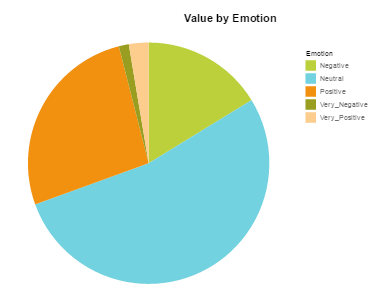 Value by Emotion
Emotion
Negative
Neutral
Positive
Very_Negative
Very_Positive